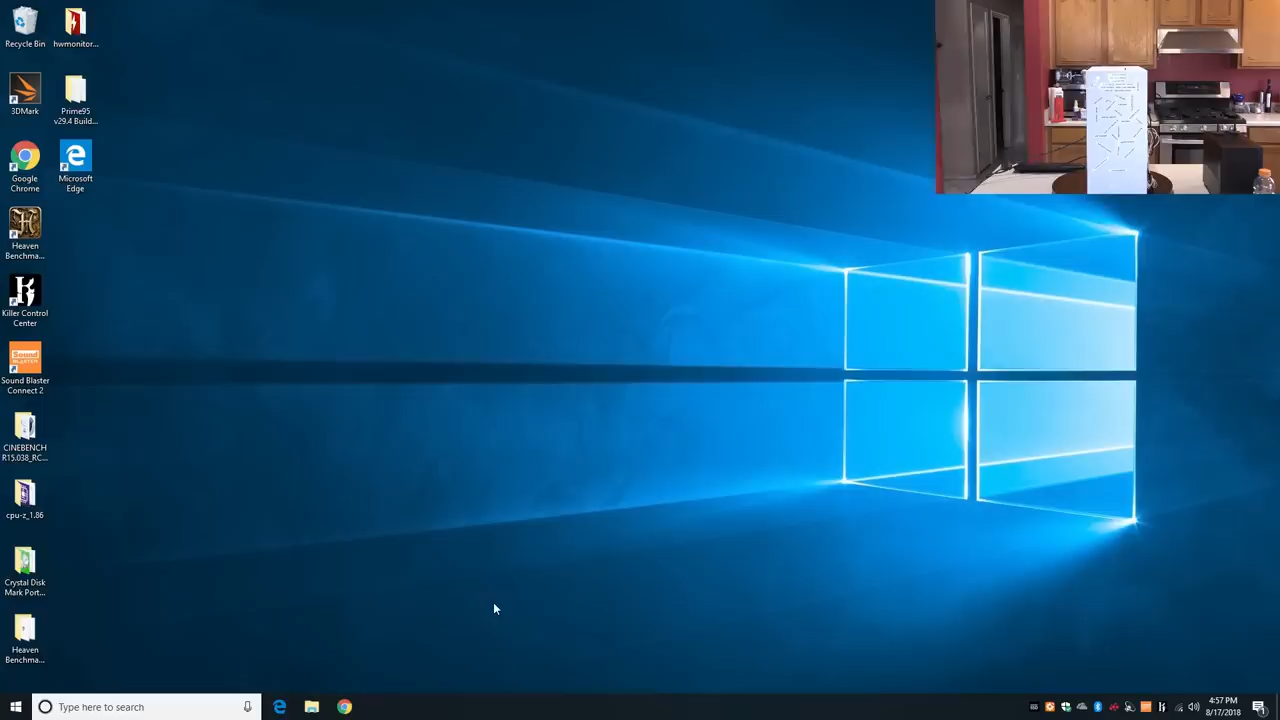 Recycle Bin
hwmonitor...
3DMark
Prime95
v29.4 Build...
Google
Chrome
Microsoft
Edge
Heaven
Benchma...
Killer Control
Center
Sound
BLASTER
Sound Blaster
Connect 2
CINEBENCH
R15.038_RC...
cpu-z_1.86
Crystal Disk
Mark Port...
Heaven
Benchma...
Type here to search
4:57 PM
8/17/2018